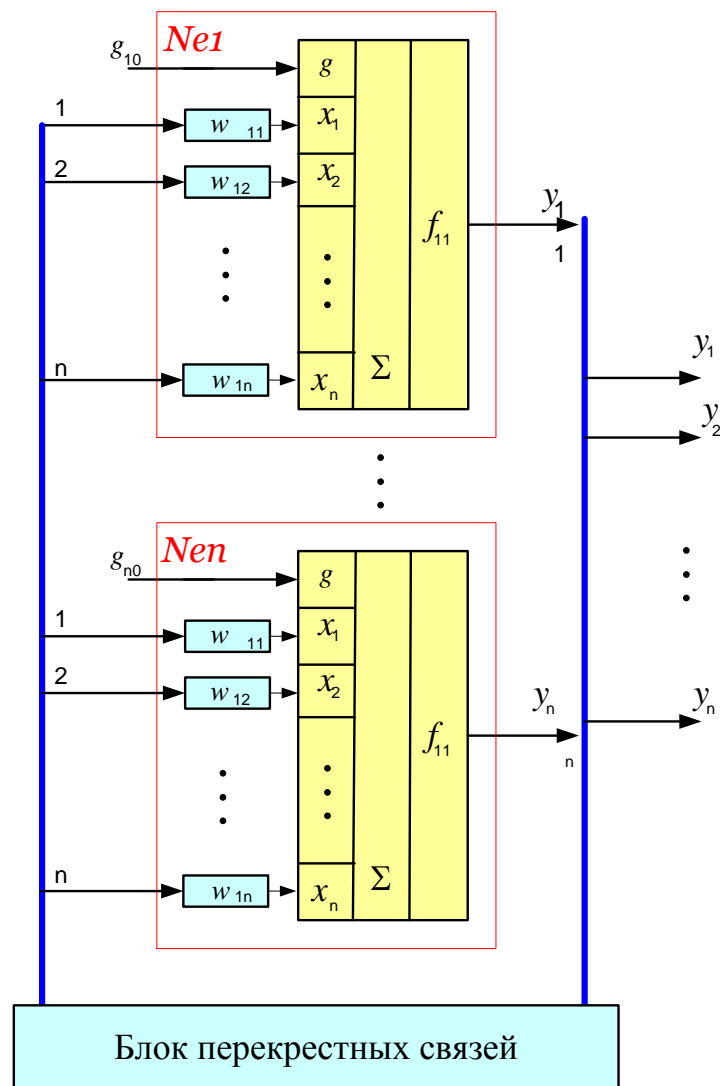 Ne1
g10
g
1
w 11
x1
2
w 12
x2
y1
1
f11
y1
n
w 1n
xn
Σ
y2
Nen
gn0
g
1
w 11
x1
2
w 12
x2
yn
n
f11
yn
n
w 1n
xn
Σ
Блок перекрестных связей